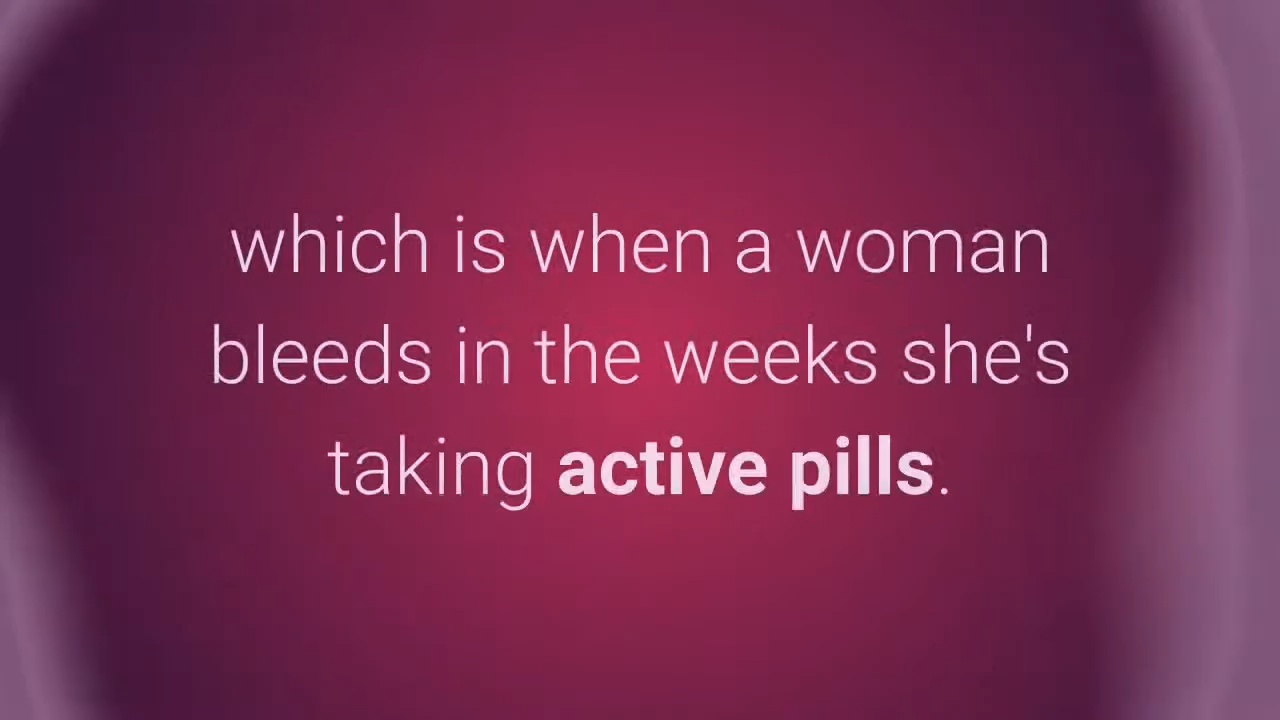 which is when a woman
bleeds in the weeks she's
taking active pills.